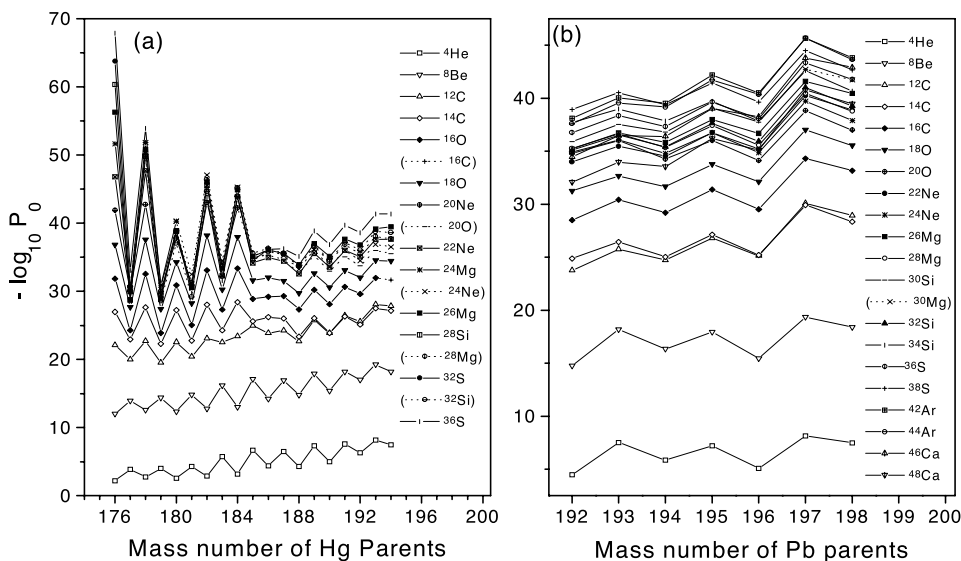 (a)
70
60
50
40
30
20
10
0
- log₁₀ P₀
176 180 184 188 192 196 200
Mass number of Hg Parents
⁴He
⁸Be
¹²C
¹⁴C
¹⁶O
(¹⁶C)
¹⁸O
²⁰Ne
(²⁰O)
²²Ne
²⁴Mg
(²⁴Ne)
²⁶Mg
²⁸Si
(²⁸Mg)
³²S
(³²Si)
³⁶S
(b)
40
30
20
10
192 193 194 195 196 197 198 199 200
Mass number of Pb parents
⁴He
⁸Be
¹²C
¹⁴C
¹⁶C
¹⁸O
²⁰O
²²Ne
²⁴Ne
²⁶Mg
²⁸Mg
³⁰Si
(³⁰Mg)
³²Si
³⁴Si
³⁶S
³⁸S
⁴²Ar
⁴⁴Ar
⁴⁶Ca
⁴⁸Ca